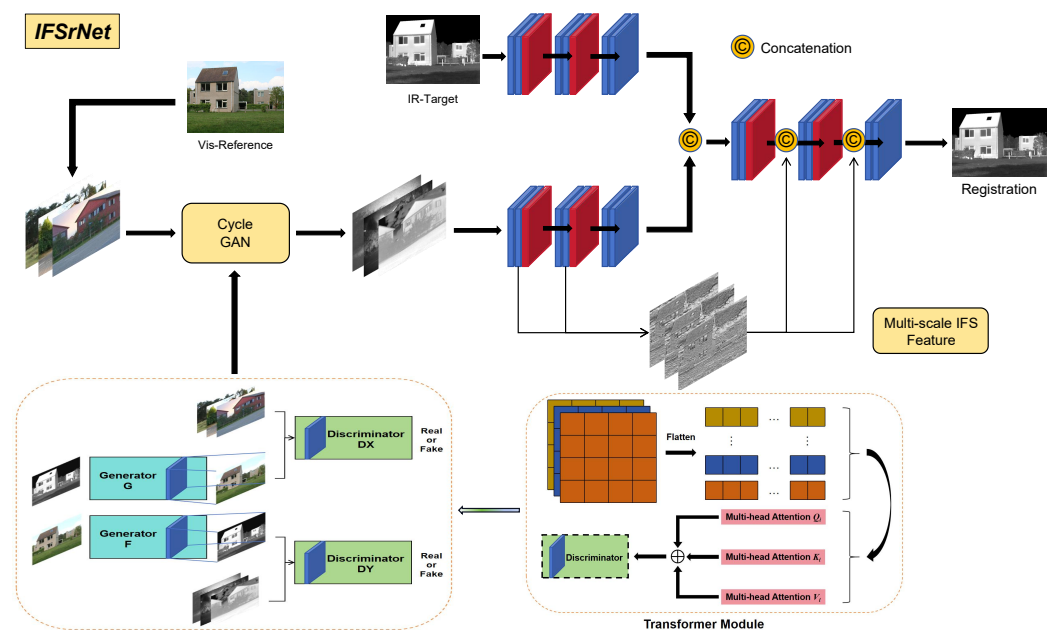 IFSrNet
Vis-Reference
IR-Target
C
Concatenation
C
C
C
Registration
Cycle
GAN
Multi-scale IFS
Feature
Discriminator
DX
Real
or
Fake
Generator
G
Generator
F
Discriminator
DY
Real
or
Fake
Flatten
...
...
...
Multi-head Attention Qᵢ
Multi-head Attention Kᵢ
Multi-head Attention Vᵢ
Discriminator
Transformer Module